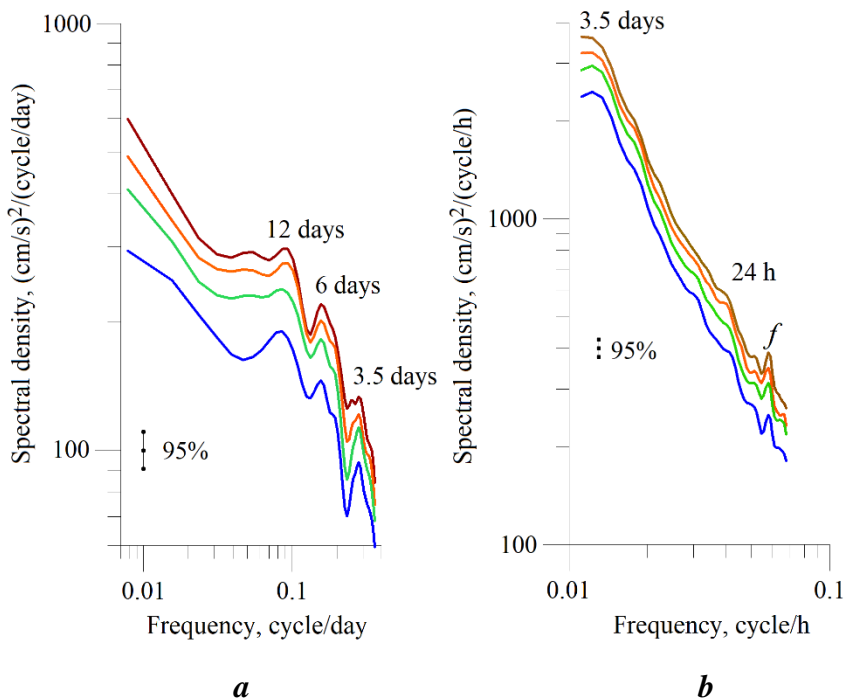 1000
12 days
6 days
3.5 days
100
95%
0.01
0.1
Spectral density, (cm/s)²/(cycle/day)
Frequency, cycle/day
a
3.5 days
1000
24 h
f
95%
100
0.01
0.1
Spectral density, (cm/s)²/(cycle/h)
Frequency, cycle/h
b